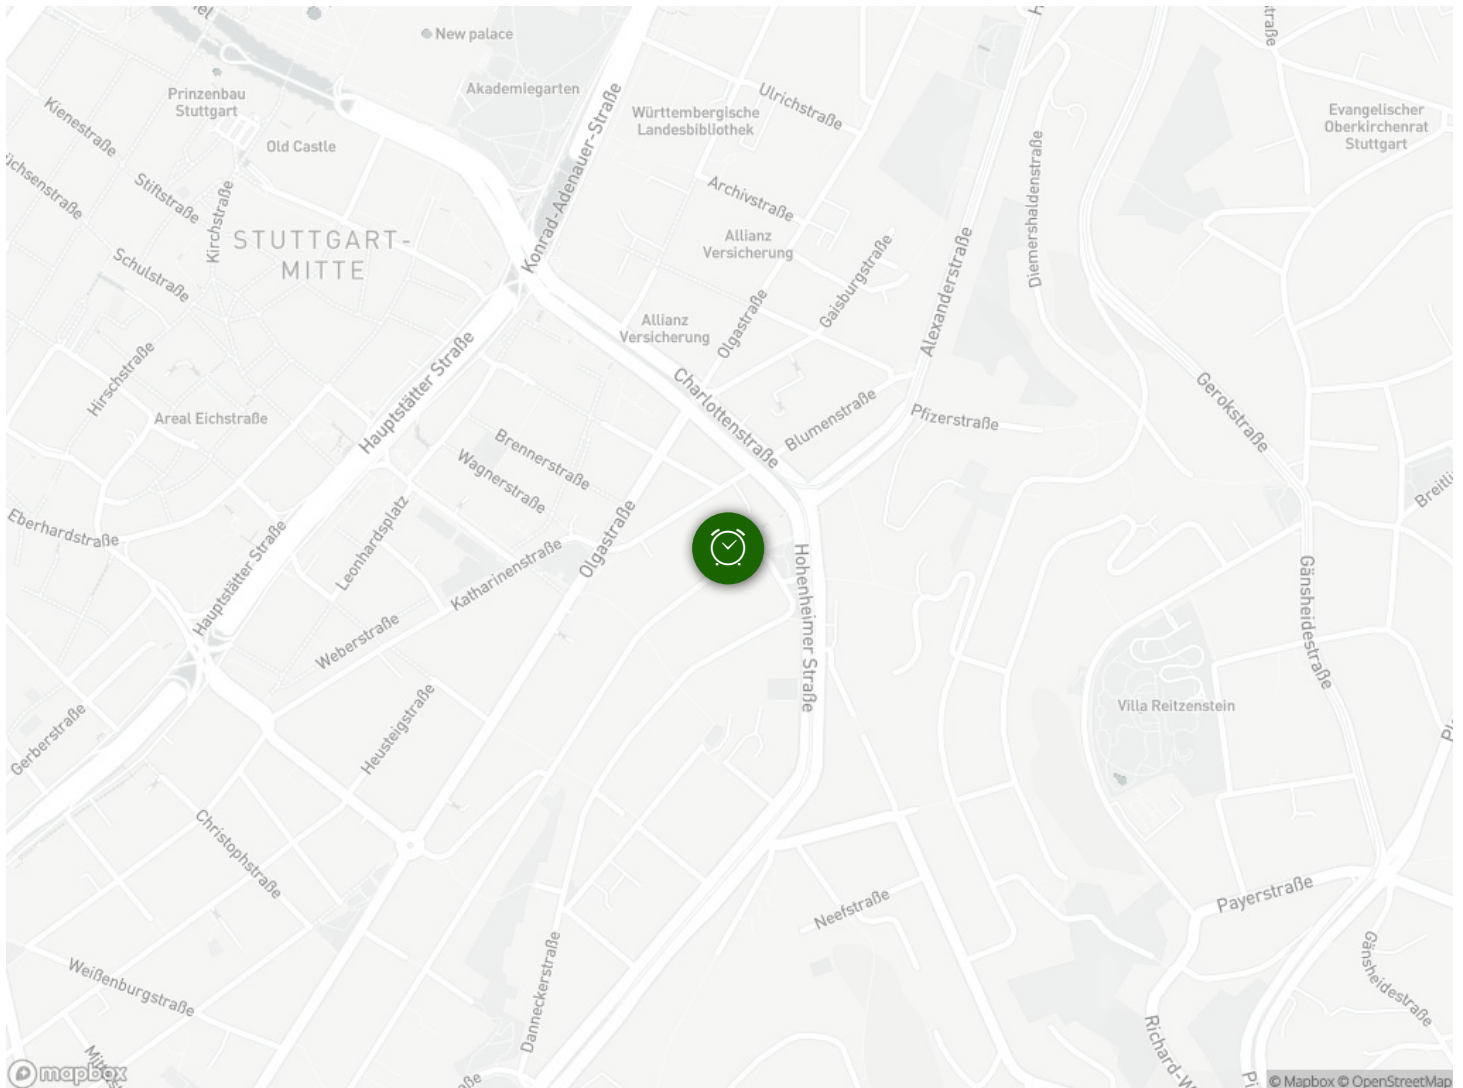 New palace
Akademiegarten
Prinzenbau
Stuttgart
Old Castle
Württembergische
Landesbibliothek
Ulrichstraße
Konrad-Adenauer-Straße
Evangelischer
Oberkirchenrat
Stuttgart
Kienestraße
Stiftstraße
Kirchstraße
Schulstraße
STUTTGART-
MITTE
Archivstraße
Allianz
Versicherung
Gaisburgstraße
Diemershaldenstraße
Alexanderstraße
Allianz
Versicherung
Olgastraße
Hirschstraße
Hauptstätter Straße
Areal Eichstraße
Charlottenstraße
Blumenstraße
Pfizerstraße
Gerokstraße
Brennerstraße
Wagnerstraße
Eberhardstraße
Hauptstätter Straße
Leonhardsplatz
Katharinenstraße
Olgastraße
Hohenheimer Straße
Gänsheidestraße
Weberstraße
Villa Reitzenstein
Gerberstraße
Heusteigstraße
Christophstraße
Neefstraße
Payerstraße
Weißenburgstraße
Danneckerstraße
Gänsheidestraße
mapbox
© Mapbox © OpenStreetMap